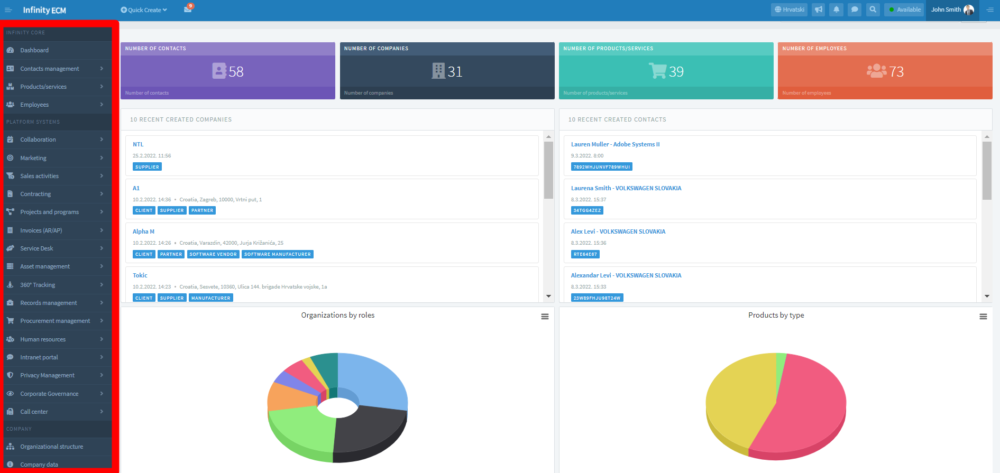 Infinity ECM
Quick Create
9
Hrvatski
Available
John Smith
INFINITY CORE
Dashboard
Contacts management
Products/services
Employees
PLATFORM SYSTEMS
Collaboration
Marketing
Sales activities
Contracting
Projects and programs
Invoices (AR/AP)
Service Desk
Asset management
360° Tracking
Records management
Procurement management
Human resources
Intranet portal
Privacy Management
Corporate Governance
Call center
COMPANY
Organizational structure
Company data
NUMBER OF CONTACTS
58
Number of contacts
NUMBER OF COMPANIES
31
Number of companies
NUMBER OF PRODUCTS/SERVICES
39
Number of products/services
NUMBER OF EMPLOYEES
73
Number of employees
10 RECENT CREATED COMPANIES
NTL
25.2.2022. 11:56
SUPPLIER
A1
10.2.2022. 14:36 • Croatia, Zagreb, 10000, Vrtni put, 1
CLIENT SUPPLIER PARTNER
Alpha M
10.2.2022. 14:26 • Croatia, Varazdin, 42000, Jurja Križanića, 25
CLIENT PARTNER SOFTWARE VENDOR SOFTWARE MANUFACTURER
Tokic
10.2.2022. 14:23 • Croatia, Sesvete, 10360, Ulica 144. brigade Hrvatske vojske, 1a
CLIENT SUPPLIER MANUFACTURER
10 RECENT CREATED CONTACTS
Lauren Muller - Adobe Systems II
9.3.2022. 8:00
7892WHJUNVF789WHUI
Laurena Smith - VOLKSWAGEN SLOVAKIA
8.3.2022. 15:37
34TGG4ZEZ
Alex Levi - VOLKSWAGEN SLOVAKIA
8.3.2022. 15:36
RTE64E67
Alexandar Levi - VOLKSWAGEN SLOVAKIA
8.3.2022. 15:33
23W89FHJU98T24W
Organizations by roles
Products by type